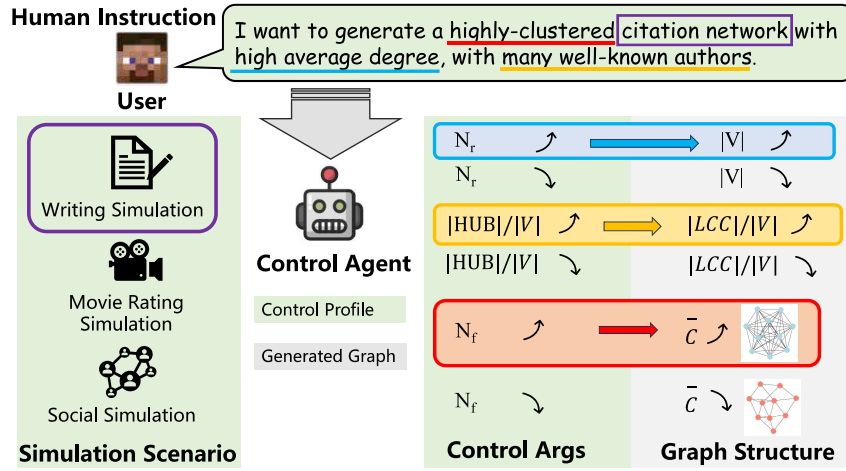 Human Instruction
I want to generate a highly-clustered citation network with
high average degree, with many well-known authors.
User
Writing Simulation
Movie Rating
Simulation
Social Simulation
Simulation Scenario
Control Agent
Control Profile
Generated Graph
N_r |V|
N_r |V|
|HUB|/|V| |LCC|/|V|
|HUB|/|V| |LCC|/|V|
N_f C̅
N_f C̅
Control Args Graph Structure